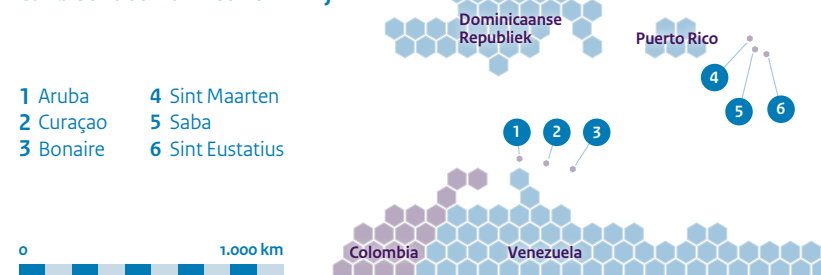 Dominicaanse
Republiek
Puerto Rico
4
5
6
1 Aruba
2 Curaçao
3 Bonaire
4 Sint Maarten
5 Saba
6 Sint Eustatius
1
2
3
0
1.000 km
Colombia
Venezuela